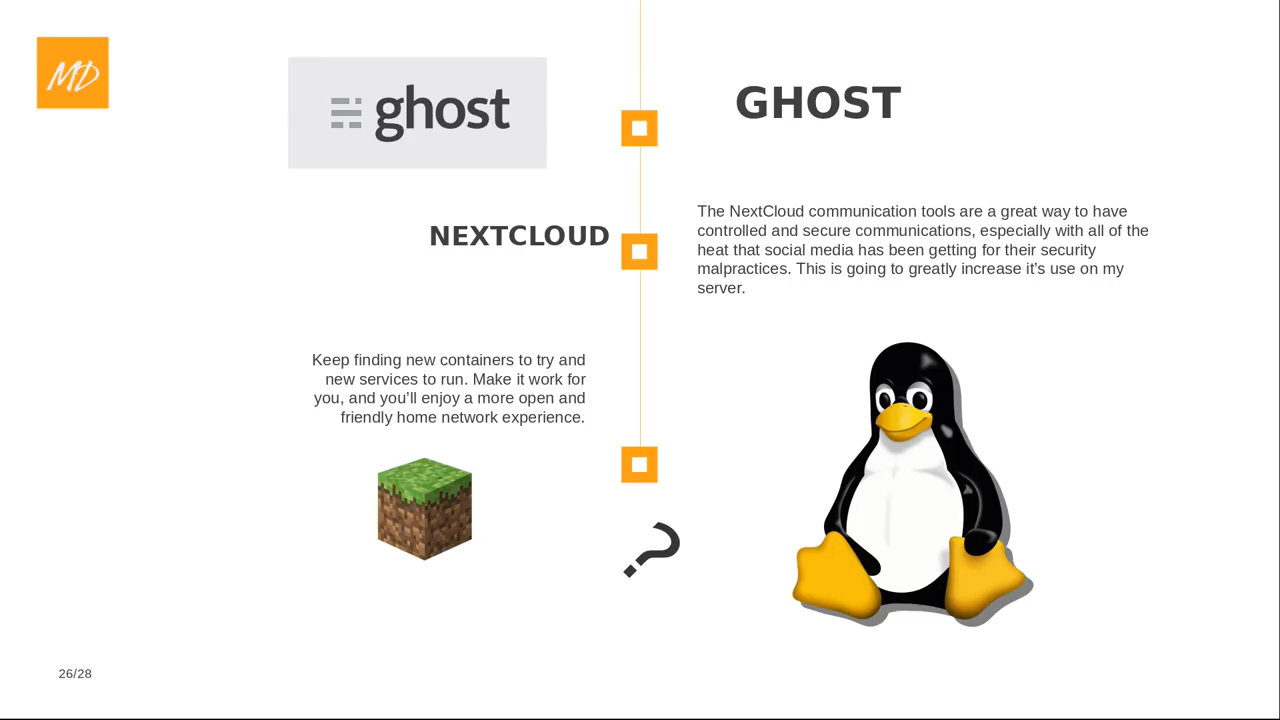 MD
ghost
GHOST
NEXTCLOUD
The NextCloud communication tools are a great way to have
controlled and secure communications, especially with all of the
heat that social media has been getting for their security
malpractices. This is going to greatly increase it’s use on my
server.
Keep finding new containers to try and
new services to run. Make it work for
you, and you’ll enjoy a more open and
friendly home network experience.
?
26/28